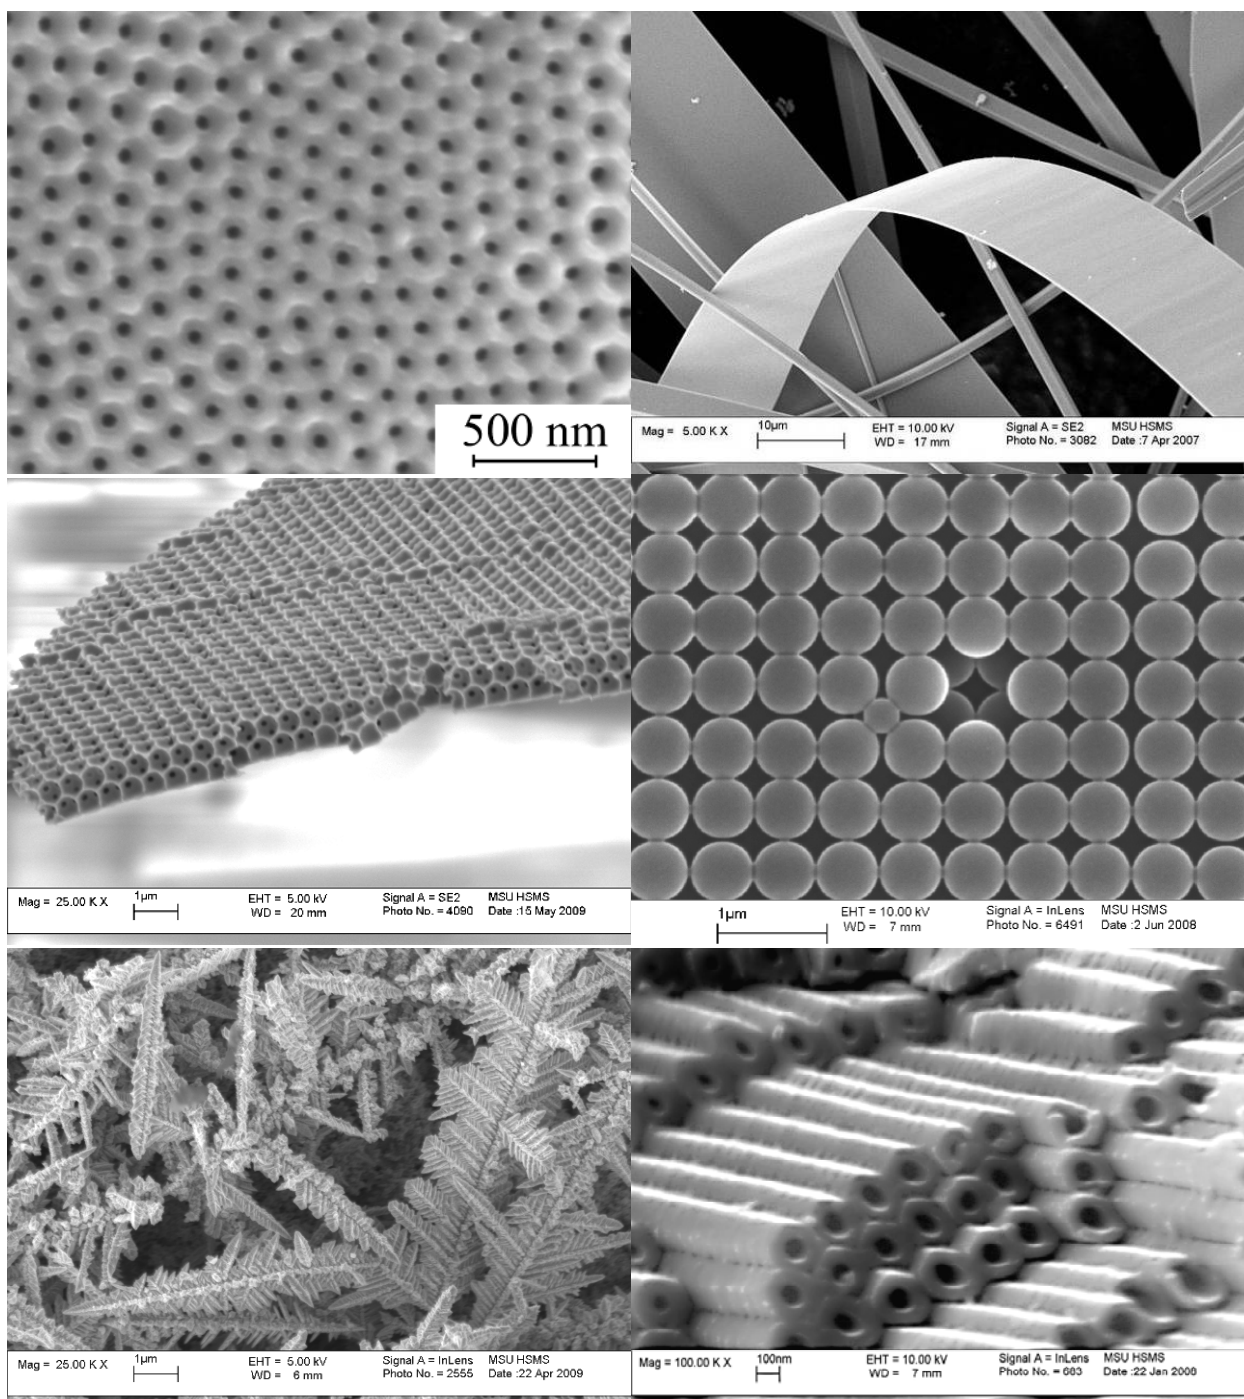 500 nm
Mag = 5.00 K X
10µm
EHT = 10.00 kV
WD = 17 mm
Signal A = SE2
Photo No. = 3082
MSU HSMS
Date :7 Apr 2007
Mag = 25.00 K X
1µm
EHT = 5.00 kV
WD = 20 mm
Signal A = SE2
Photo No. = 4090
MSU HSMS
Date :15 May 2009
1µm
EHT = 10.00 kV
WD = 7 mm
Signal A = InLens
Photo No. = 6491
MSU HSMS
Date :2 Jun 2008
Mag = 25.00 K X
1µm
EHT = 5.00 kV
WD = 6 mm
Signal A = InLens
Photo No. = 2555
MSU HSMS
Date :22 Apr 2009
Mag = 100.00 K X
100nm
EHT = 10.00 kV
WD = 7 mm
Signal A = InLens
Photo No. = 683
MSU HSMS
Date :22 Jan 2008